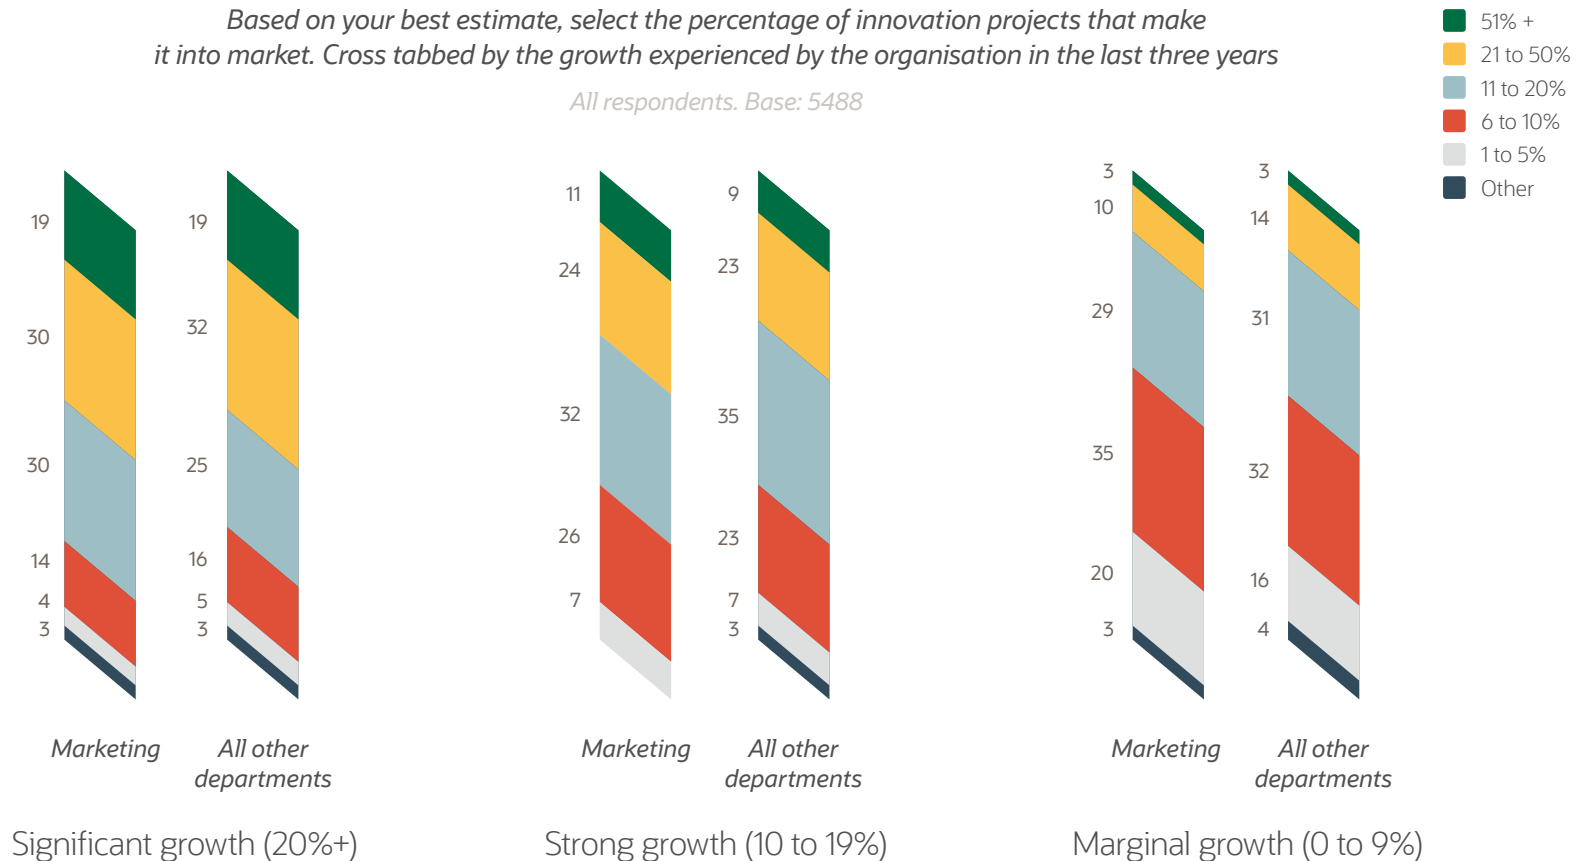 Based on your best estimate, select the percentage of innovation projects that make
it into market. Cross tabbed by the growth experienced by the organisation in the last three years
All respondents. Base: 5488
51% +
21 to 50%
11 to 20%
6 to 10%
1 to 5%
Other
19
30
30
14
4
3
19
32
25
16
5
3
11
24
32
26
7
9
23
35
23
7
3
3
10
29
35
20
3
3
14
31
32
16
4
Marketing
All other
departments
Marketing
All other
departments
Marketing
All other
departments
Significant growth (20%+)
Strong growth (10 to 19%)
Marginal growth (0 to 9%)